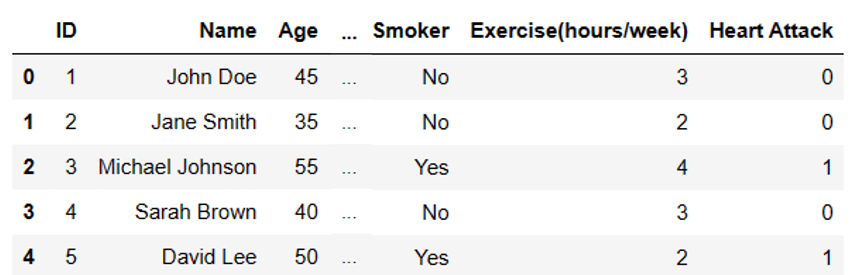 ID Name Age ... Smoker Exercise(hours/week) Heart Attack
0 1 John Doe 45 ... No 3 0
1 2 Jane Smith 35 ... No 2 0
2 3 Michael Johnson 55 ... Yes 4 1
3 4 Sarah Brown 40 ... No 3 0
4 5 David Lee 50 ... Yes 2 1